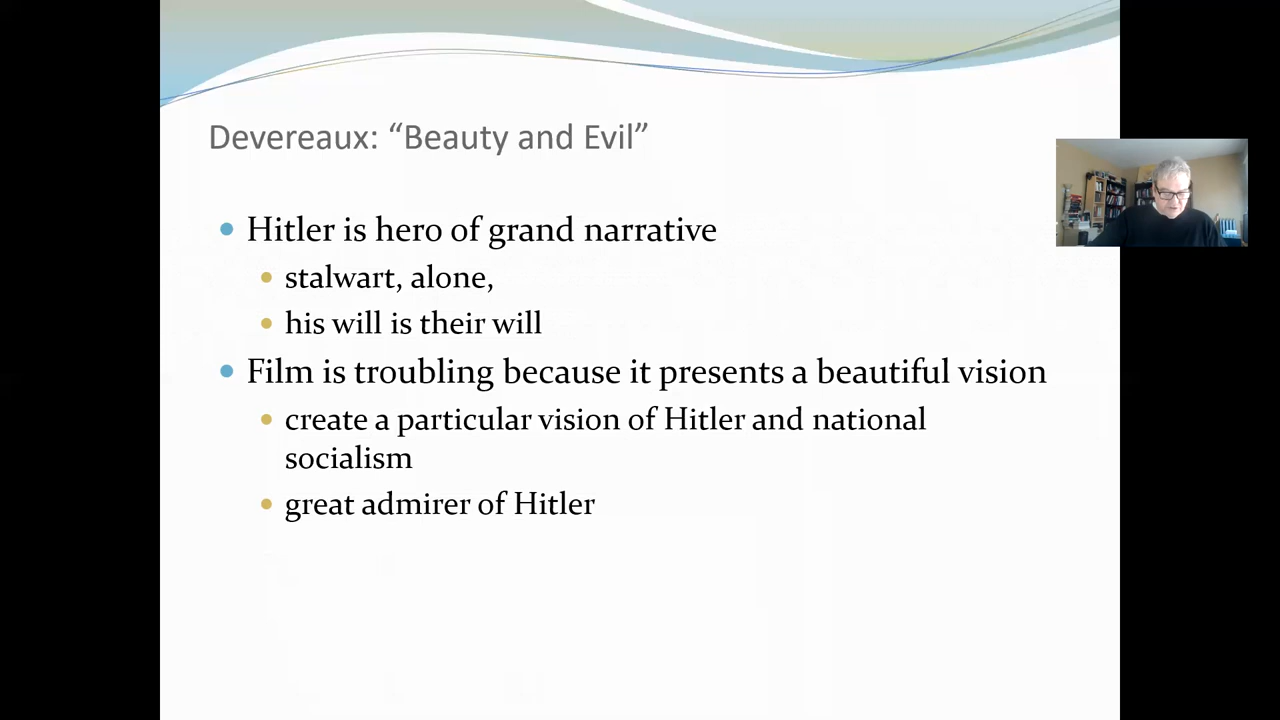 Devereaux: “Beauty and Evil”
• Hitler is hero of grand narrative
• stalwart, alone,
• his will is their will
• Film is troubling because it presents a beautiful vision
• create a particular vision of Hitler and national
socialism
• great admirer of Hitler